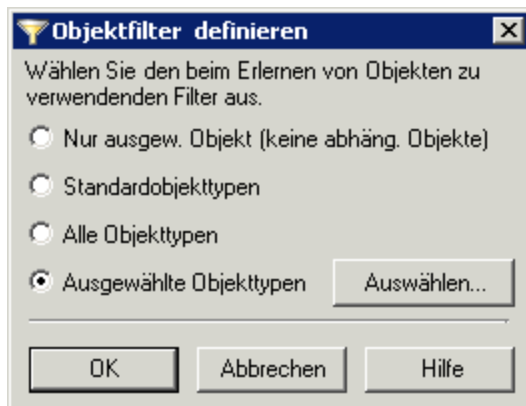 Objektfilter definieren
Wählen Sie den beim Erlernen von Objekten zu
verwendenden Filter aus.
Nur ausgew. Objekt (keine abhäng. Objekte)
Standardobjekttypen
Alle Objekttypen
Ausgewählte Objekttypen Auswählen...
OK Abbrechen Hilfe